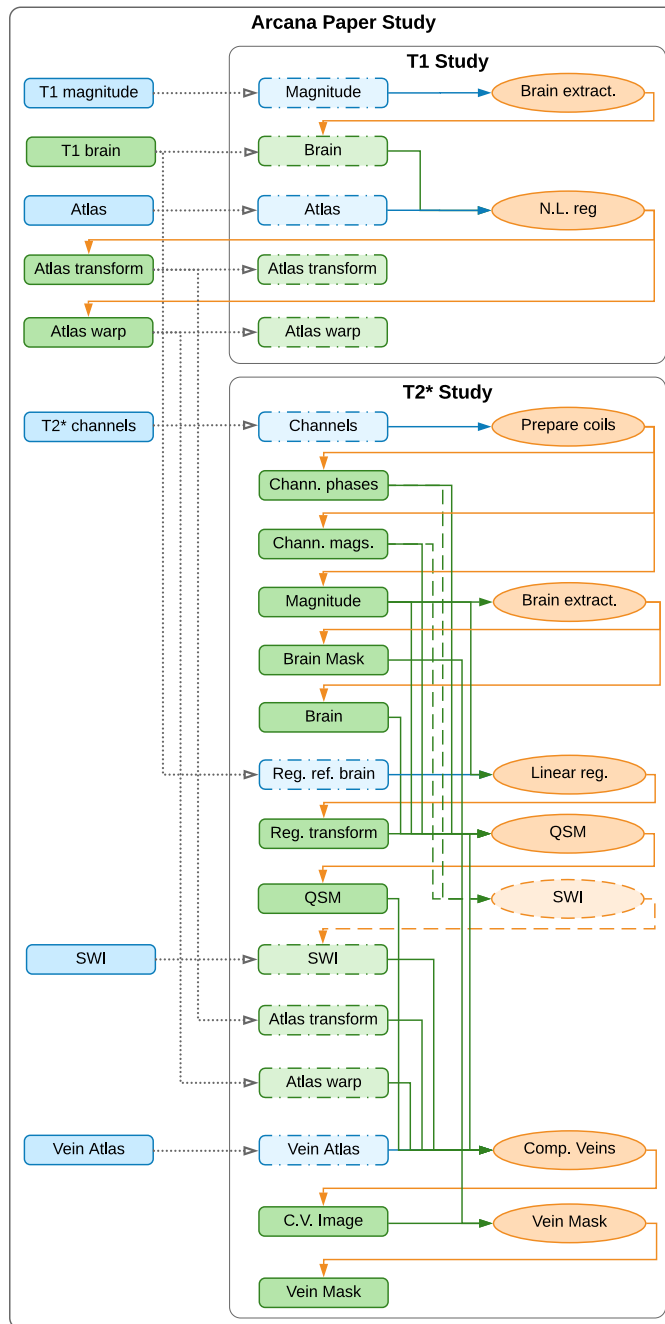 Arcana Paper Study
T1 Study
T1 magnitude
Magnitude
Brain extract.
T1 brain
Brain
Atlas
Atlas
N.L. reg
Atlas transform
Atlas transform
Atlas warp
Atlas warp
T2* Study
T2* channels
Channels
Prepare coils
Chann. phases
Chann. mags.
Magnitude
Brain extract.
Brain Mask
Brain
Reg. ref. brain
Linear reg.
Reg. transform
QSM
QSM
SWI
SWI
SWI
Atlas transform
Atlas warp
Vein Atlas
Vein Atlas
Comp. Veins
C.V. Image
Vein Mask
Vein Mask